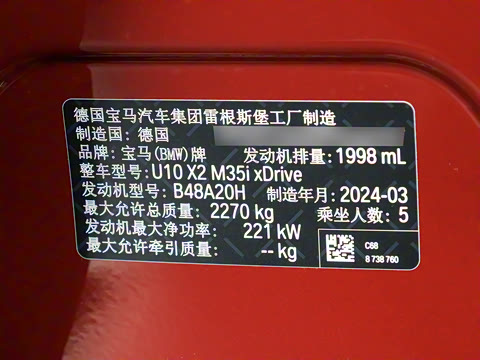 德国宝马汽车集团雷根斯堡工厂制造
制造国：德国
品牌：宝马(BMW)牌 发动机排量：1998 mL
整车型号：U10 X2 M35i xDrive
发动机型号：B48A20H 制造年月：2024-03
最大允许总质量：2270 kg 乘坐人数：5
发动机最大净功率：221 kW
最大允许牵引质量：-- kg
C68
8 738 760